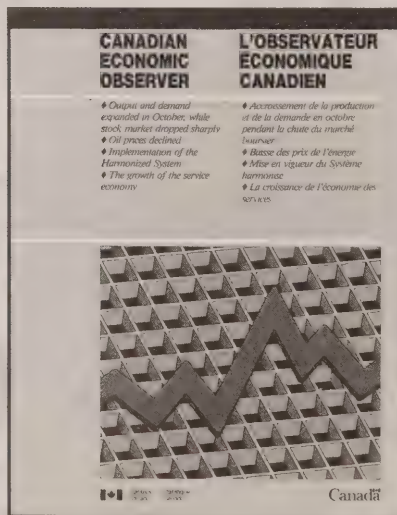 CANADIAN
ECONOMIC
OBSERVER
♦ Output and demand
expanded in October, while
stock market dropped sharply
♦ Oil prices declined
♦ Implementation of the
Harmonized System
♦ The growth of the service
economy
L'OBSERVATEUR
ÉCONOMIQUE
CANADIEN
♦ Accroissement de la production
et de la demande en octobre
pendant la chute du marché
boursier
♦ Baisse des prix de l'énergie
♦ Mise en vigueur du Système
harmonisé
♦ La croissance de l'économie des
services
Canada